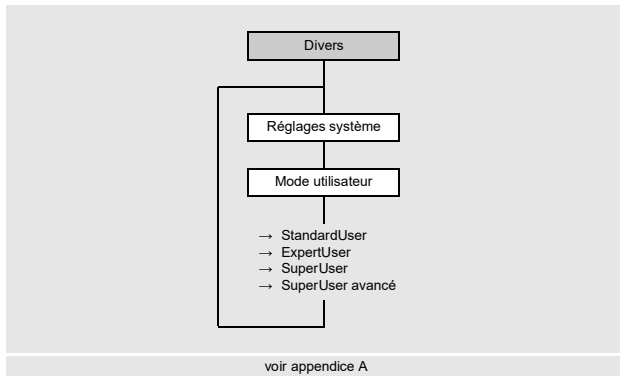 Divers
Réglages système
Mode utilisateur
→ StandardUser
→ ExpertUser
→ SuperUser
→ SuperUser avancé
voir appendice A